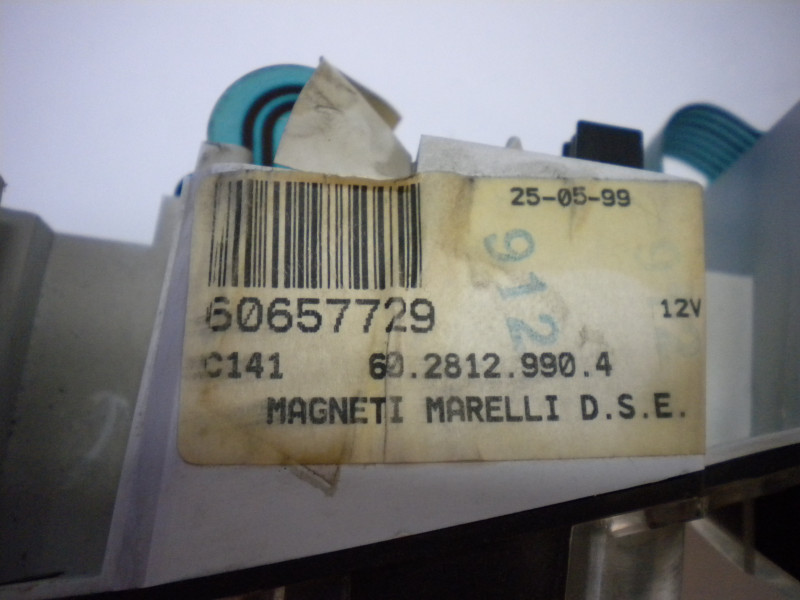 25-05-99
912
60657729
12V
C141 60.2812.990.4
MAGNETI MARELLI D.S.E.